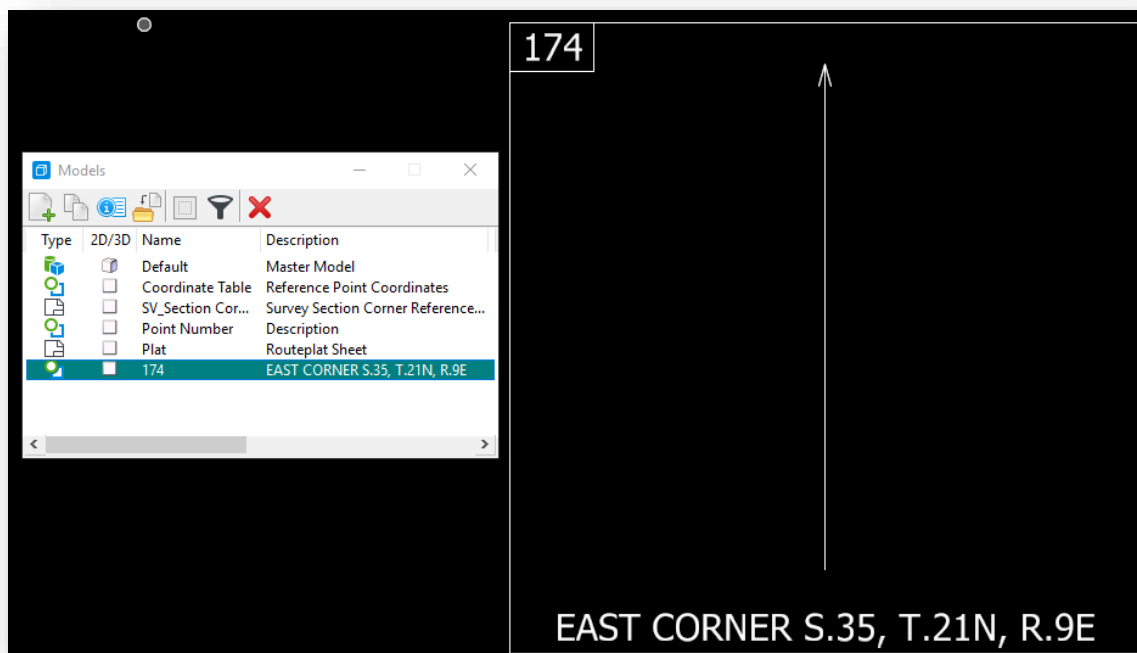 174
Models
Type 2D/3D Name Description
Default Master Model
Coordinate Table Reference Point Coordinates
SV_Section Cor... Survey Section Corner Reference...
Point Number Description
Plat Routeplat Sheet
174 EAST CORNER S.35, T.21N, R.9E
EAST CORNER S.35, T.21N, R.9E